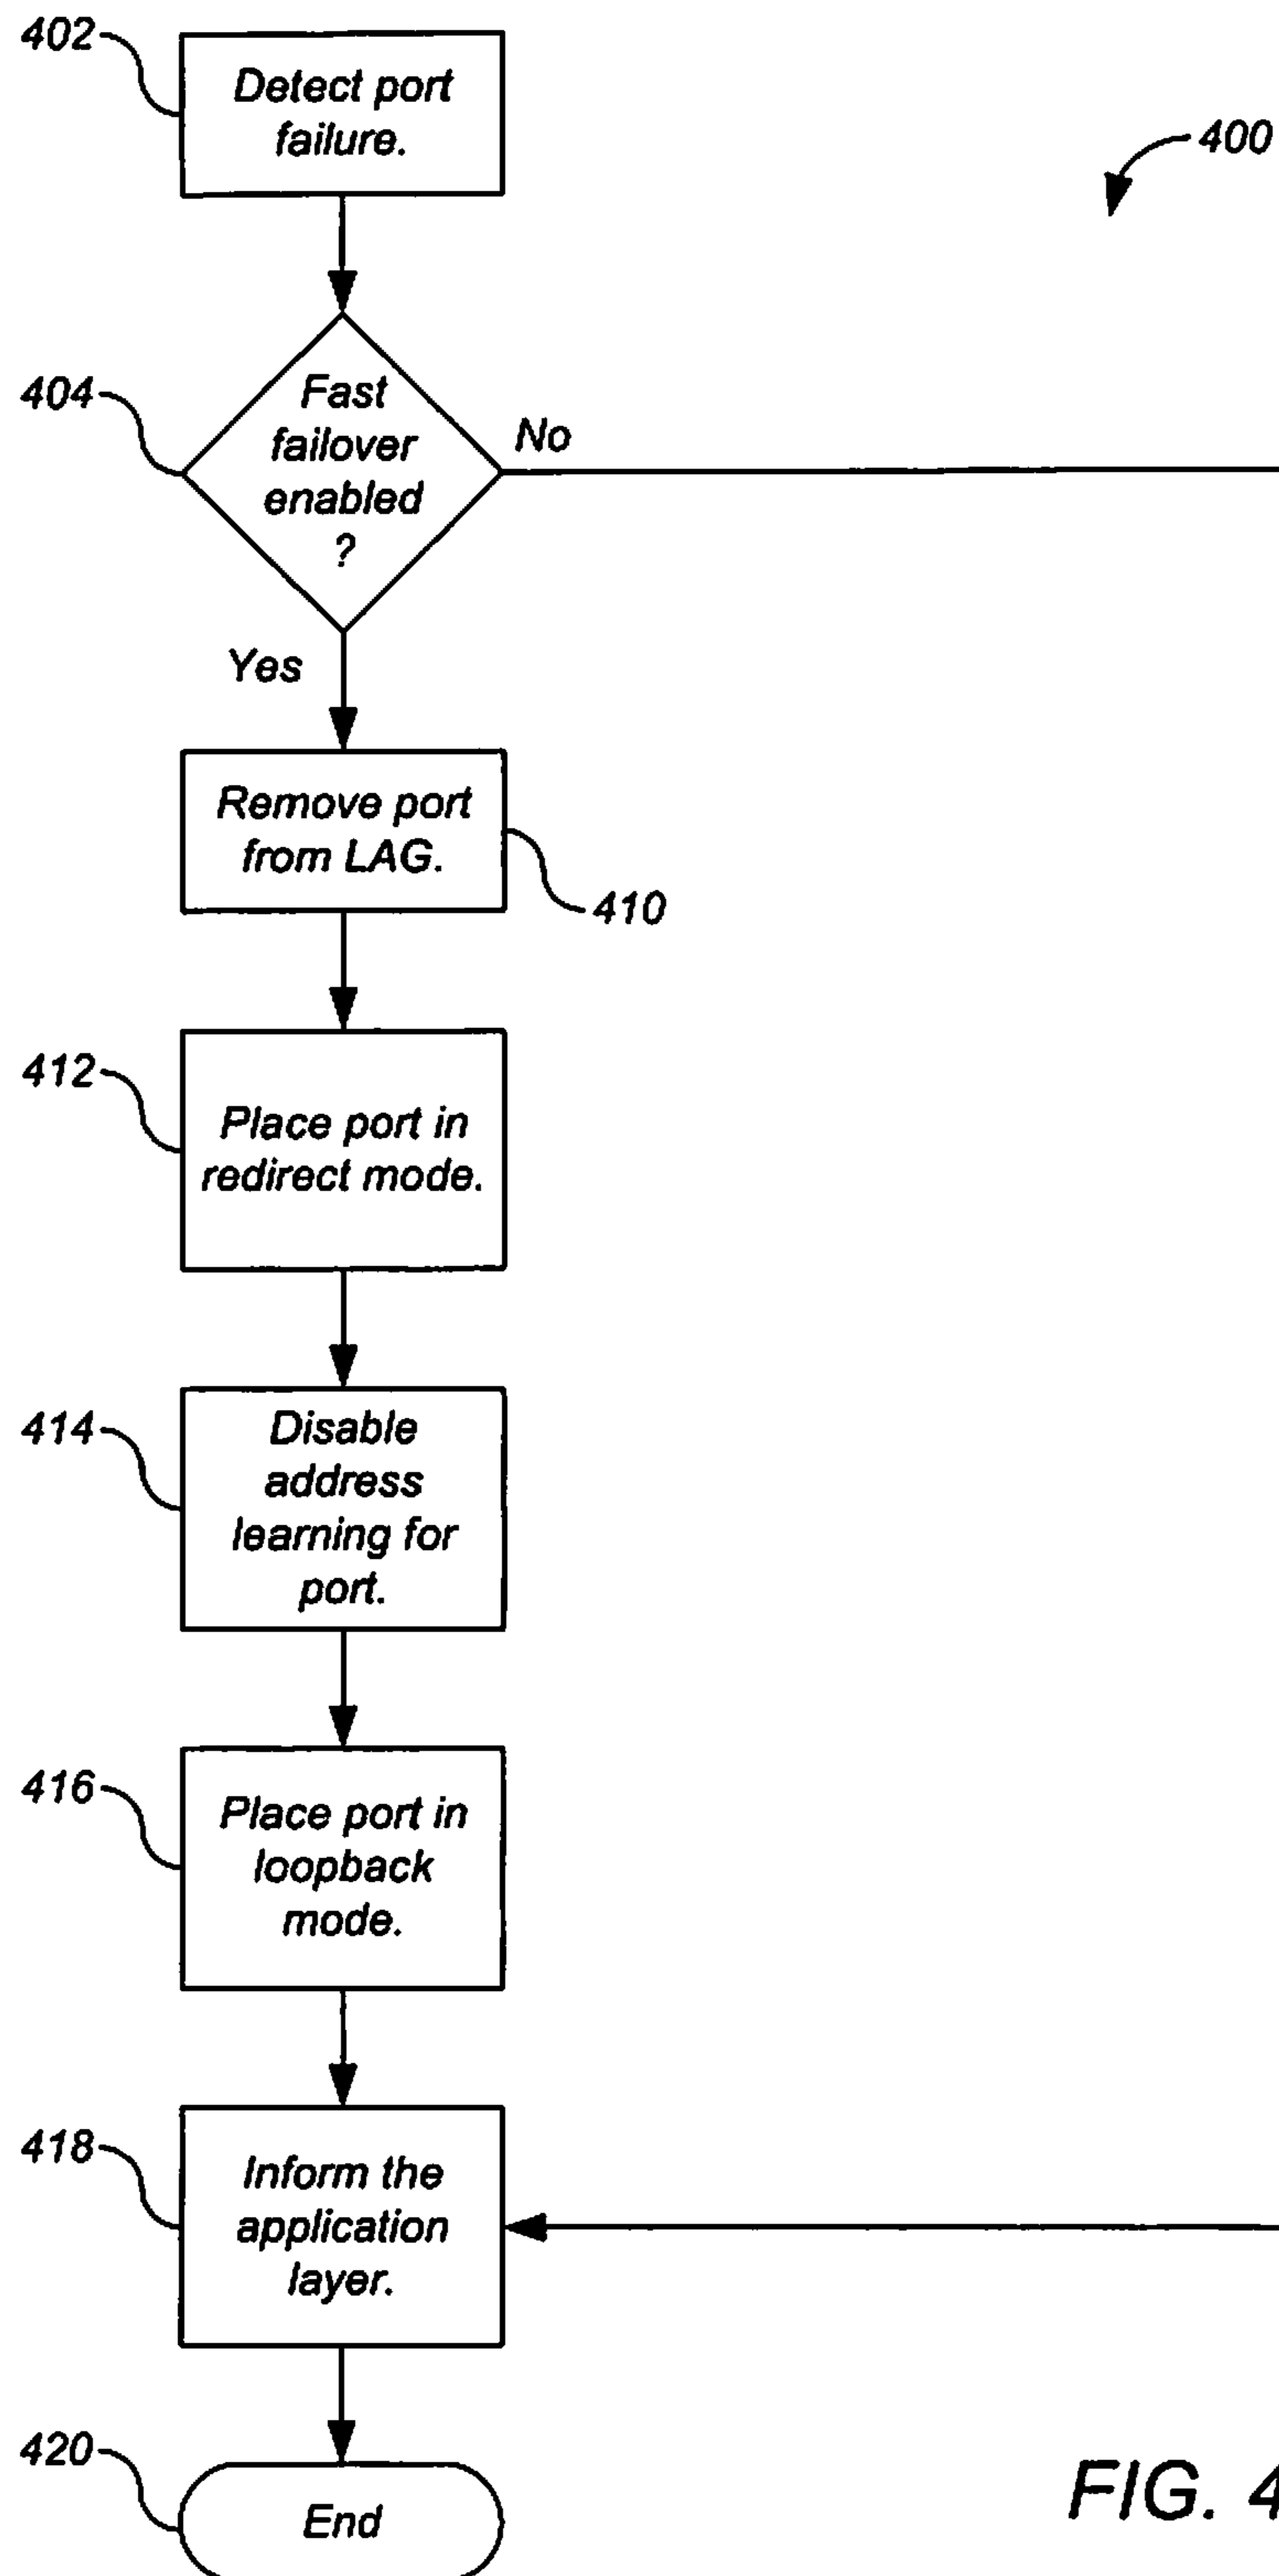 402
Detect port
failure.
400
404
Fast
failover
enabled
?
No
Yes
Remove port
from LAG.
410
412
Place port in
redirect mode.
414
Disable
address
learning for
port.
416
Place port in
loopback
mode.
418
Inform the
application
layer.
420
End
FIG. 4